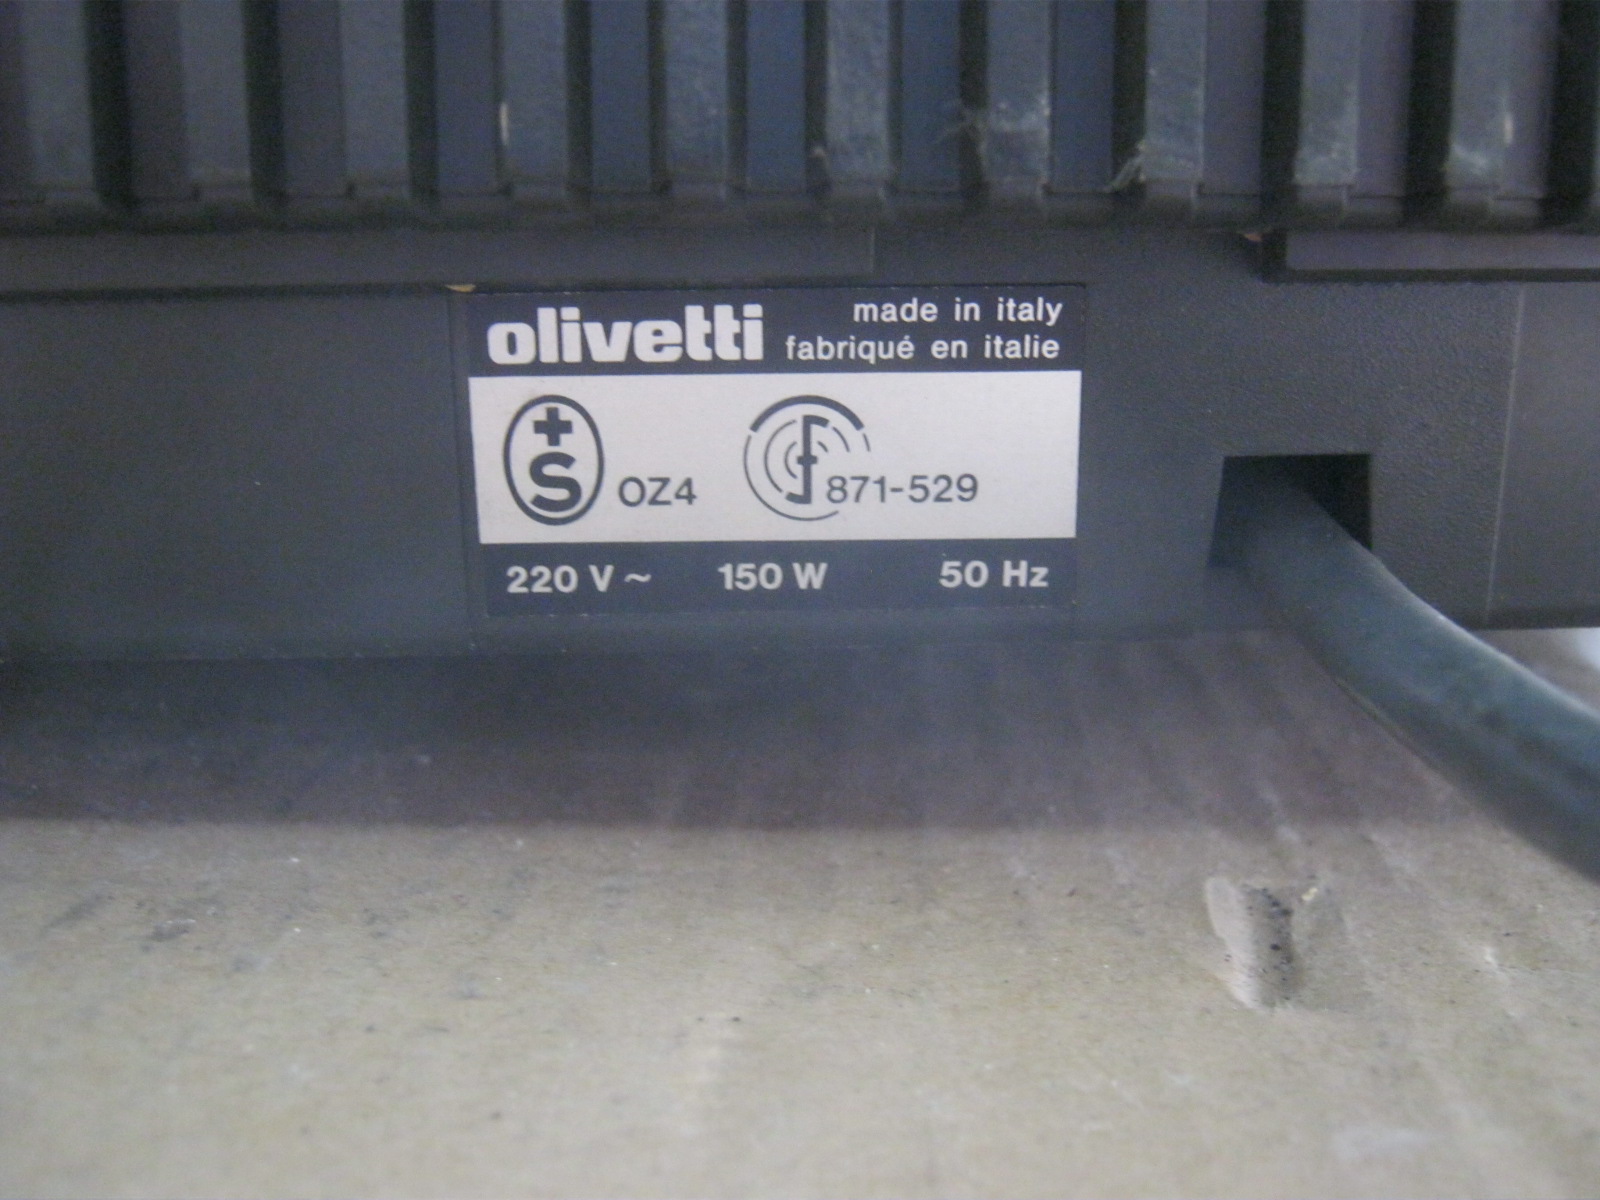 olivetti made in italy
fabriqué en italie
+S OZ4 871-529
220 V ~ 150 W 50 Hz